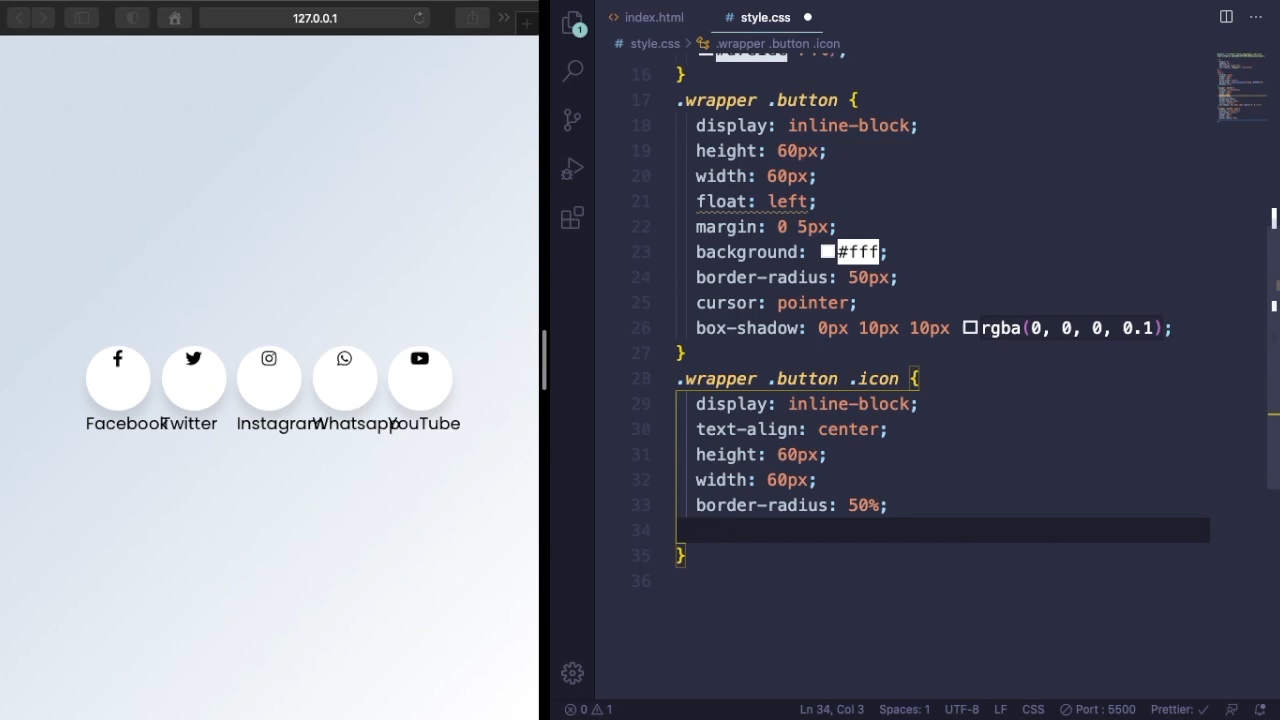 127.0.0.1
index.html
# style.css
# style.css > .wrapper .button .icon
16 }
17 .wrapper .button {
18 display: inline-block;
19 height: 60px;
20 width: 60px;
21 float: left;
22 margin: 0 5px;
23 background: #fff;
24 border-radius: 50px;
25 cursor: pointer;
26 box-shadow: 0px 10px 10px rgba(0, 0, 0, 0.1);
27 }
28 .wrapper .button .icon {
29 display: inline-block;
30 text-align: center;
31 height: 60px;
32 width: 60px;
33 border-radius: 50%;
34
35 }
36
Facebook Twitter Instagram Whatsapp YouTube
1
0 1 Ln 34, Col 3 Spaces: 1 UTF-8 LF CSS Port : 5500 Prettier: ✓